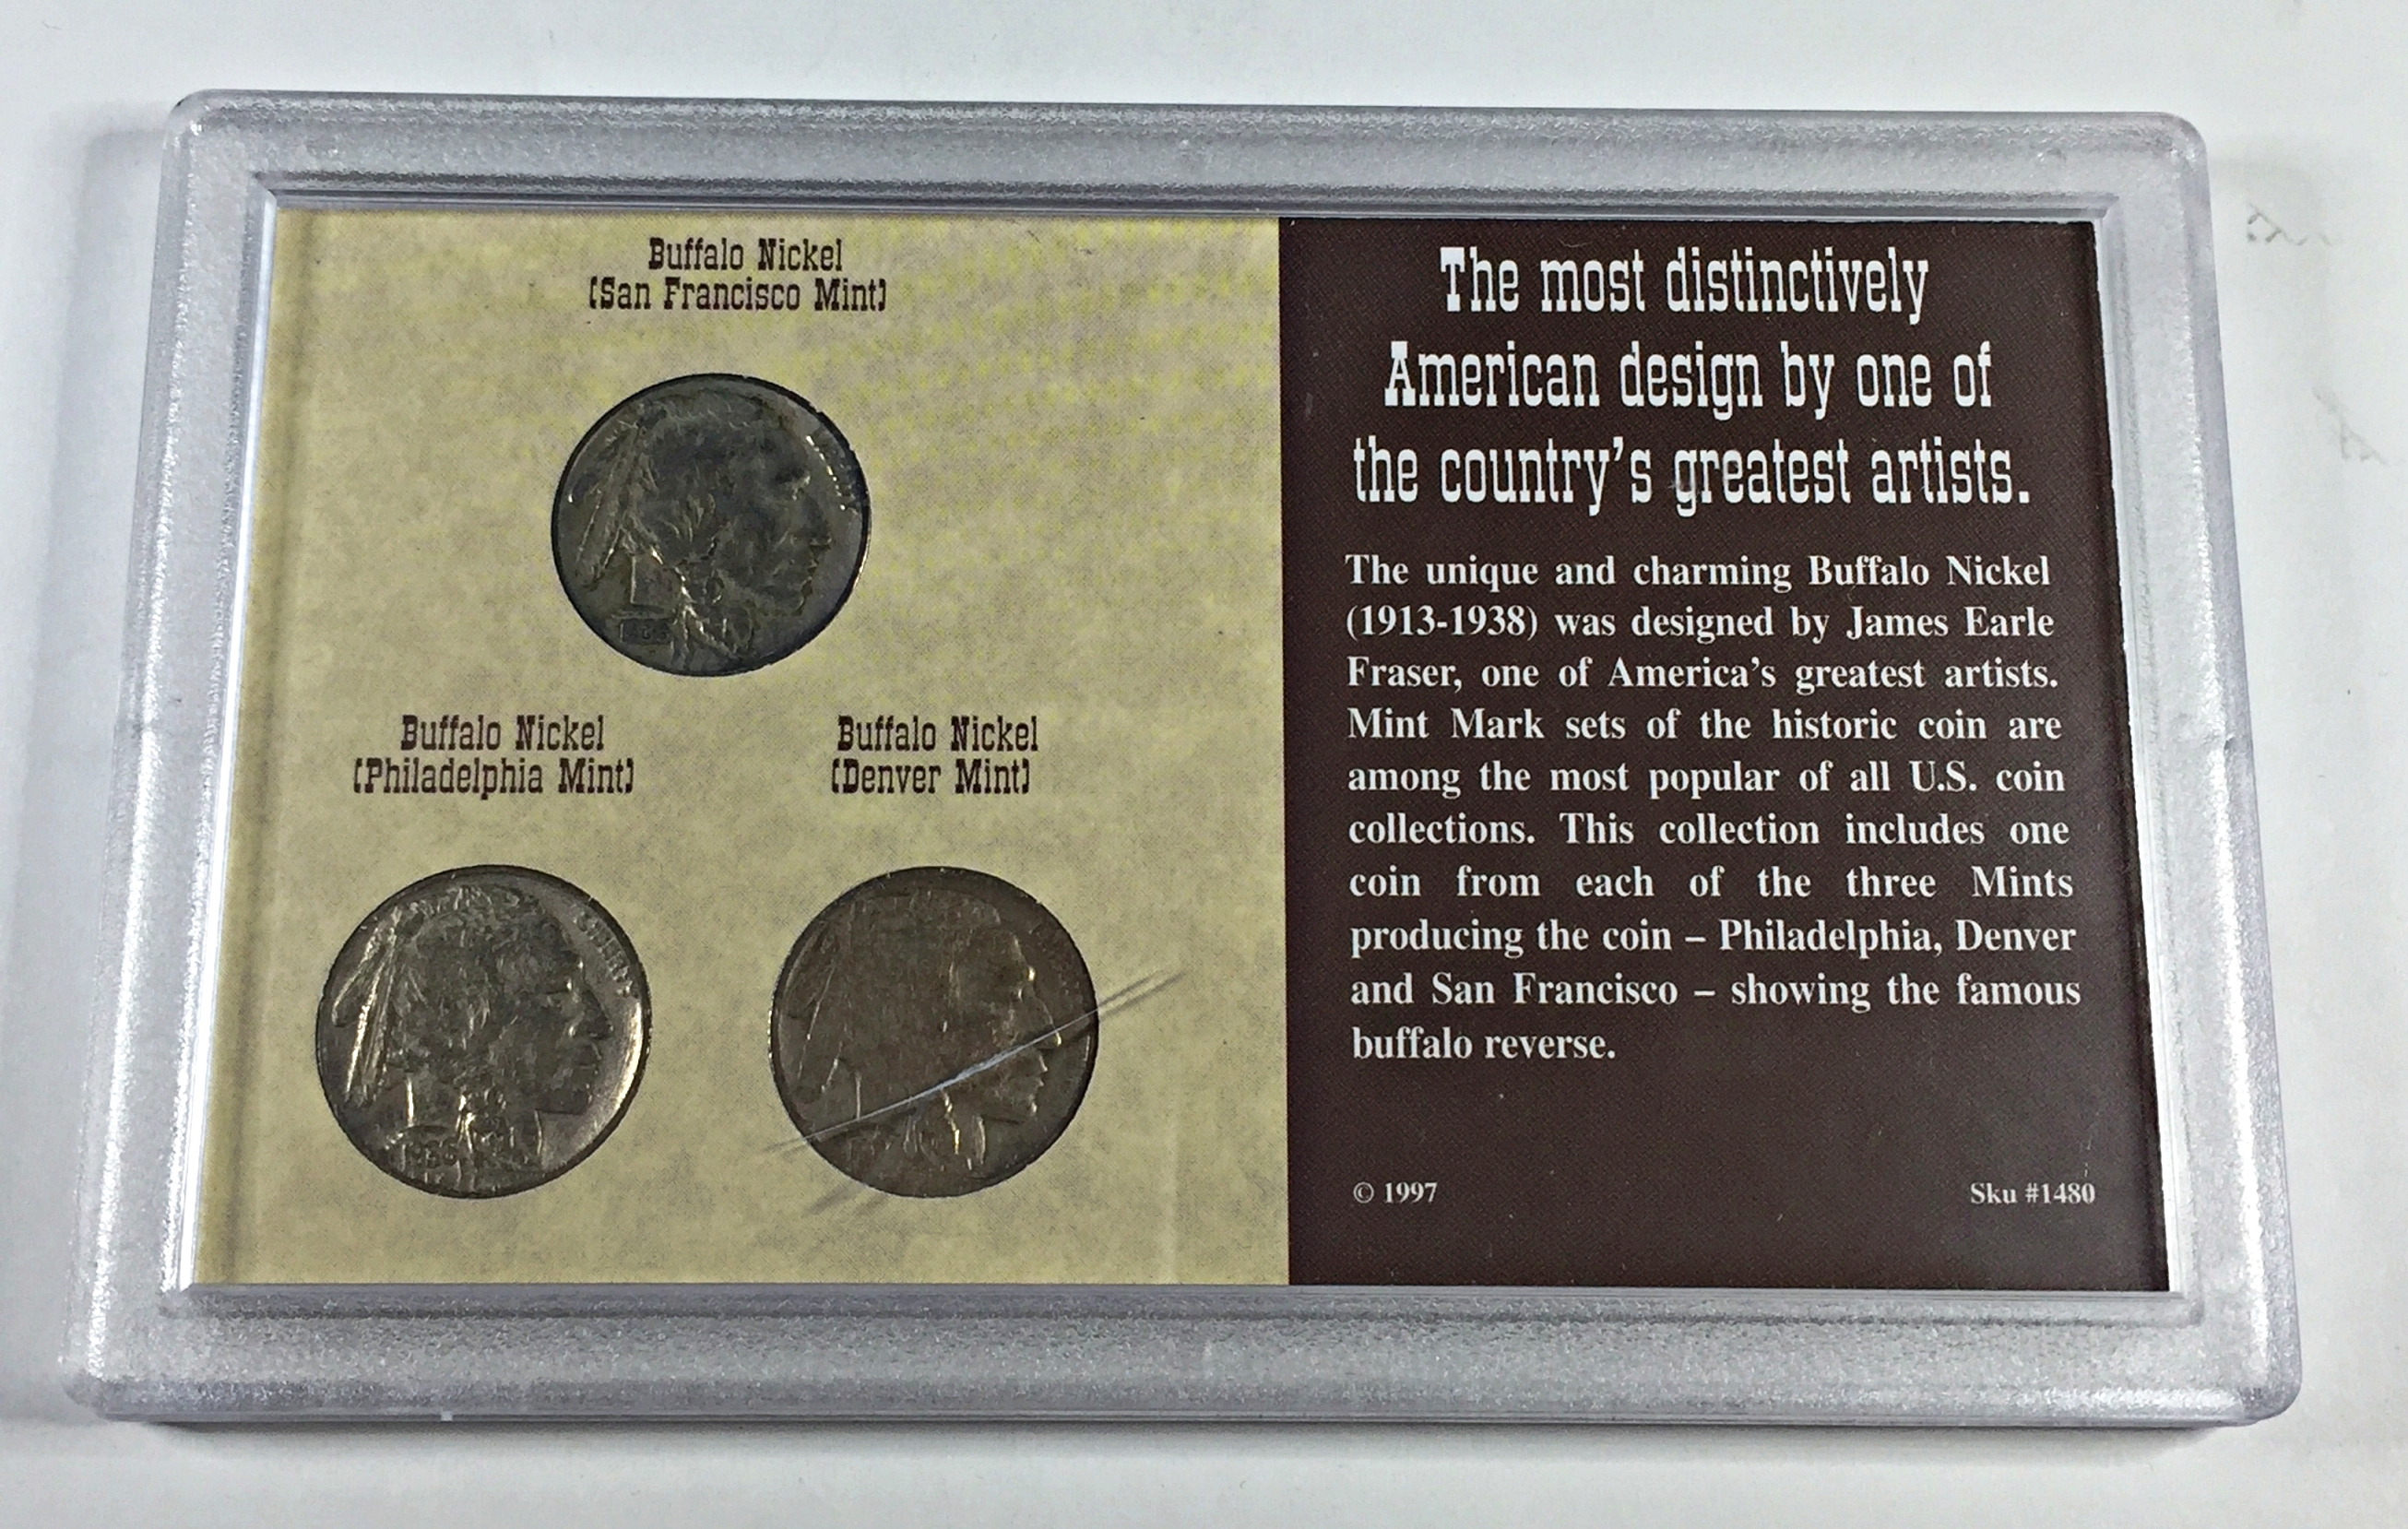 Buffalo Nickel
(San Francisco Mint)
Buffalo Nickel
(Philadelphia Mint)
LIBERTY
1936
Buffalo Nickel
(Denver Mint)
The most distinctively
American design by one of
the country's greatest artists.
The unique and charming Buffalo Nickel
(1913-1938) was designed by James Earle
Fraser, one of America's greatest artists.
Mint Mark sets of the historic coin are
among the most popular of all U.S. coin
collections. This collection includes one
coin from each of the three Mints
producing the coin – Philadelphia, Denver
and San Francisco – showing the famous
buffalo reverse.
© 1997
Sku #1480